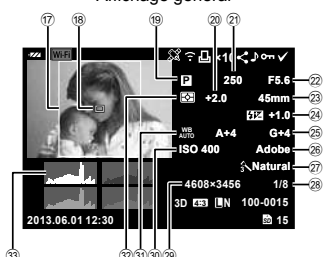 Affichage général
⑰ ⑱ ⑲ ⑳ ㉑
Wi-Fi ×10
P 250 F5.6 ㉒
+2.0 45mm ㉓
+1.0 ㉔
WB AUTO A+4 G+4 ㉕
ISO 400 Adobe ㉖
Natural ㉗
4608×3456 1/8 ㉘
3D 4:3 LN 100-0015
2013.06.01 12:30 15
㉝ ㉜ ㉛ ㉚ ㉙